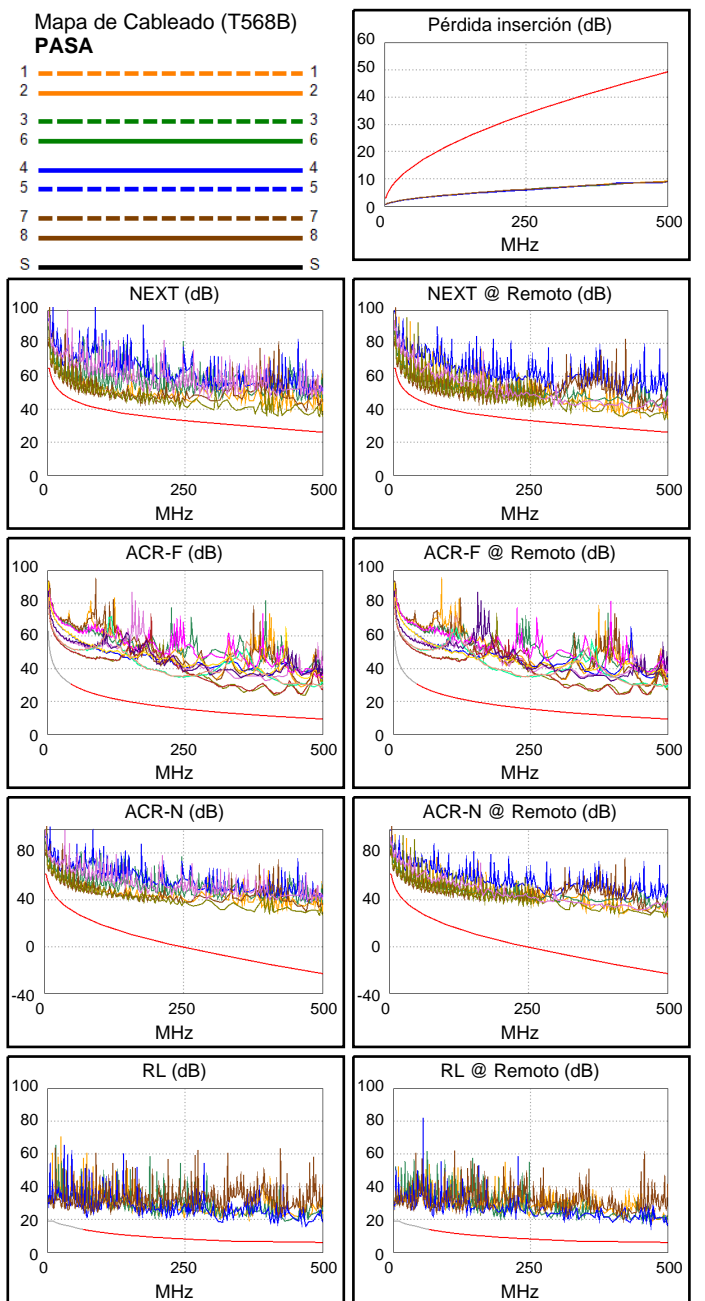 Mapa de Cableado (T568B)
PASA
1 1
2 2
3 3
6 6
4 4
5 5
7 7
8 8
S S
Pérdida inserción (dB)
60
50
40
30
20
10
0
0 250 500
MHz
NEXT (dB)
100
80
60
40
20
0
0 250 500
MHz
NEXT @ Remoto (dB)
100
80
60
40
20
0
0 250 500
MHz
ACR-F (dB)
100
80
60
40
20
0
0 250 500
MHz
ACR-F @ Remoto (dB)
100
80
60
40
20
0
0 250 500
MHz
ACR-N (dB)
80
40
0
-40
0 250 500
MHz
ACR-N @ Remoto (dB)
80
40
0
-40
0 250 500
MHz
RL (dB)
100
80
60
40
20
0
0 250 500
MHz
RL @ Remoto (dB)
100
80
60
40
20
0
0 250 500
MHz